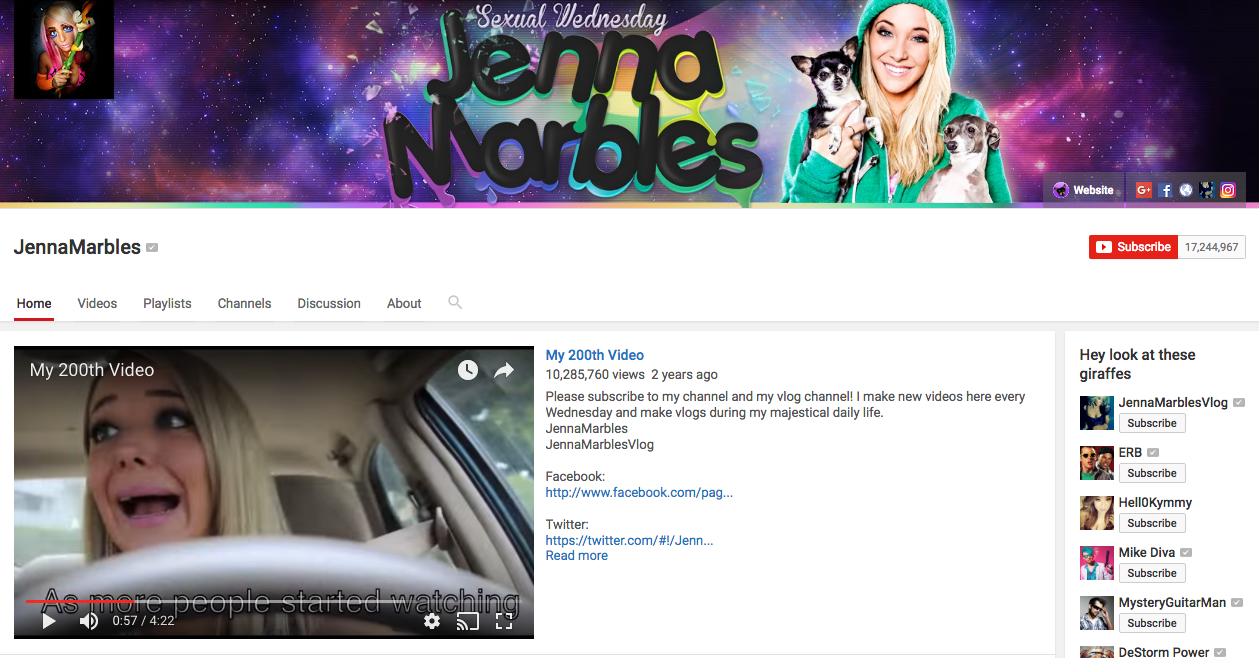 Sexual Wednesday
Jenna
Marbles
Website
G+
JennaMarbles
Subscribe 17,244,967
Home Videos Playlists Channels Discussion About
My 200th Video
As more people started watching
0:57 / 4:22
My 200th Video
10,285,760 views 2 years ago
Please subscribe to my channel and my vlog channel! I make new videos here every
Wednesday and make vlogs during my majestical daily life.
JennaMarbles
JennaMarblesVlog
Facebook:
http://www.facebook.com/pag...
Twitter:
https://twitter.com/#!/Jenn...
Read more
Hey look at these
giraffes
JennaMarblesVlog
Subscribe
ERB
Subscribe
Hell0Kymmy
Subscribe
Mike Diva
Subscribe
MysteryGuitarMan
Subscribe
DeStorm Power